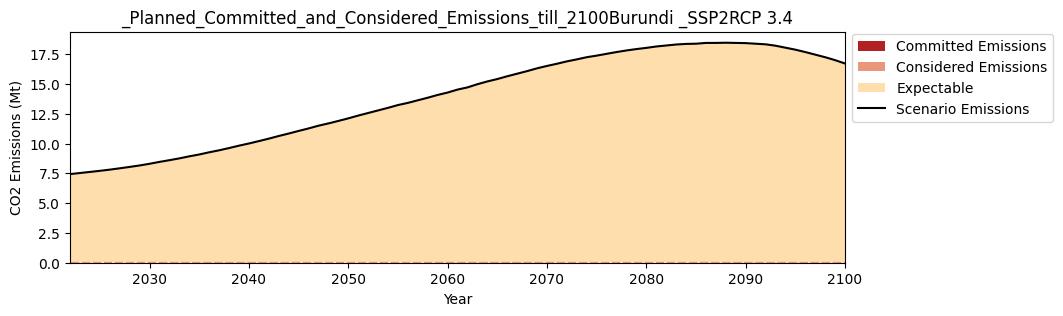 _Planned_Committed_and_Considered_Emissions_till_2100Burundi _SSP2RCP 3.4
Committed Emissions
Considered Emissions
Expectable
Scenario Emissions
CO2 Emissions (Mt)
17.5
15.0
12.5
10.0
7.5
5.0
2.5
0.0
2030 2040 2050 2060 2070 2080 2090 2100
Year